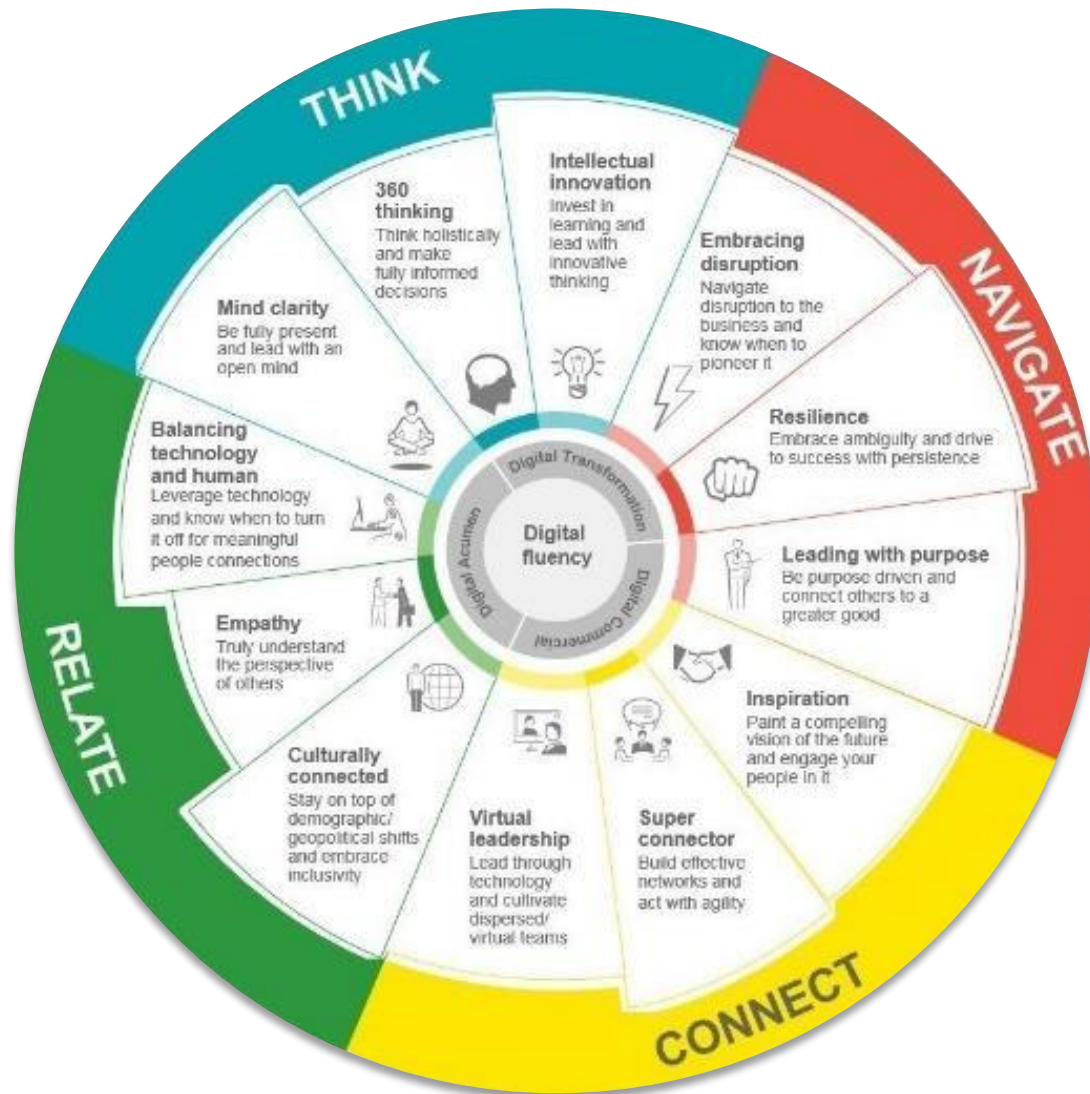 THINK
Mind clarity
Be fully present
and lead with an
open mind
360
thinking
Think holistically
and make
fully informed
decisions
Intellectual
innovation
Invest in
learning and
lead with
innovative
thinking
NAVIGATE
Embracing
disruption
Navigate
disruption to the
business and
know when to
pioneer it
Resilience
Embrace ambiguity and drive
to success with persistence
Leading with purpose
Be purpose driven and
connect others to a
greater good
CONNECT
Inspiration
Paint a compelling
vision of the future
and engage your
people in it
Super
connector
Build effective
networks and
act with agility
Virtual
leadership
Lead through
technology
and cultivate
dispersed/
virtual teams
RELATE
Culturally
connected
Stay on top of
demographic/
geopolitical shifts
and embrace
inclusivity
Empathy
Truly understand
the perspective
of others
Balancing
technology
and human
Leverage technology
and know when to turn
it off for meaningful
people connections
Digital Transformation
Digital Commercial
Digital Acumen
Digital
fluency